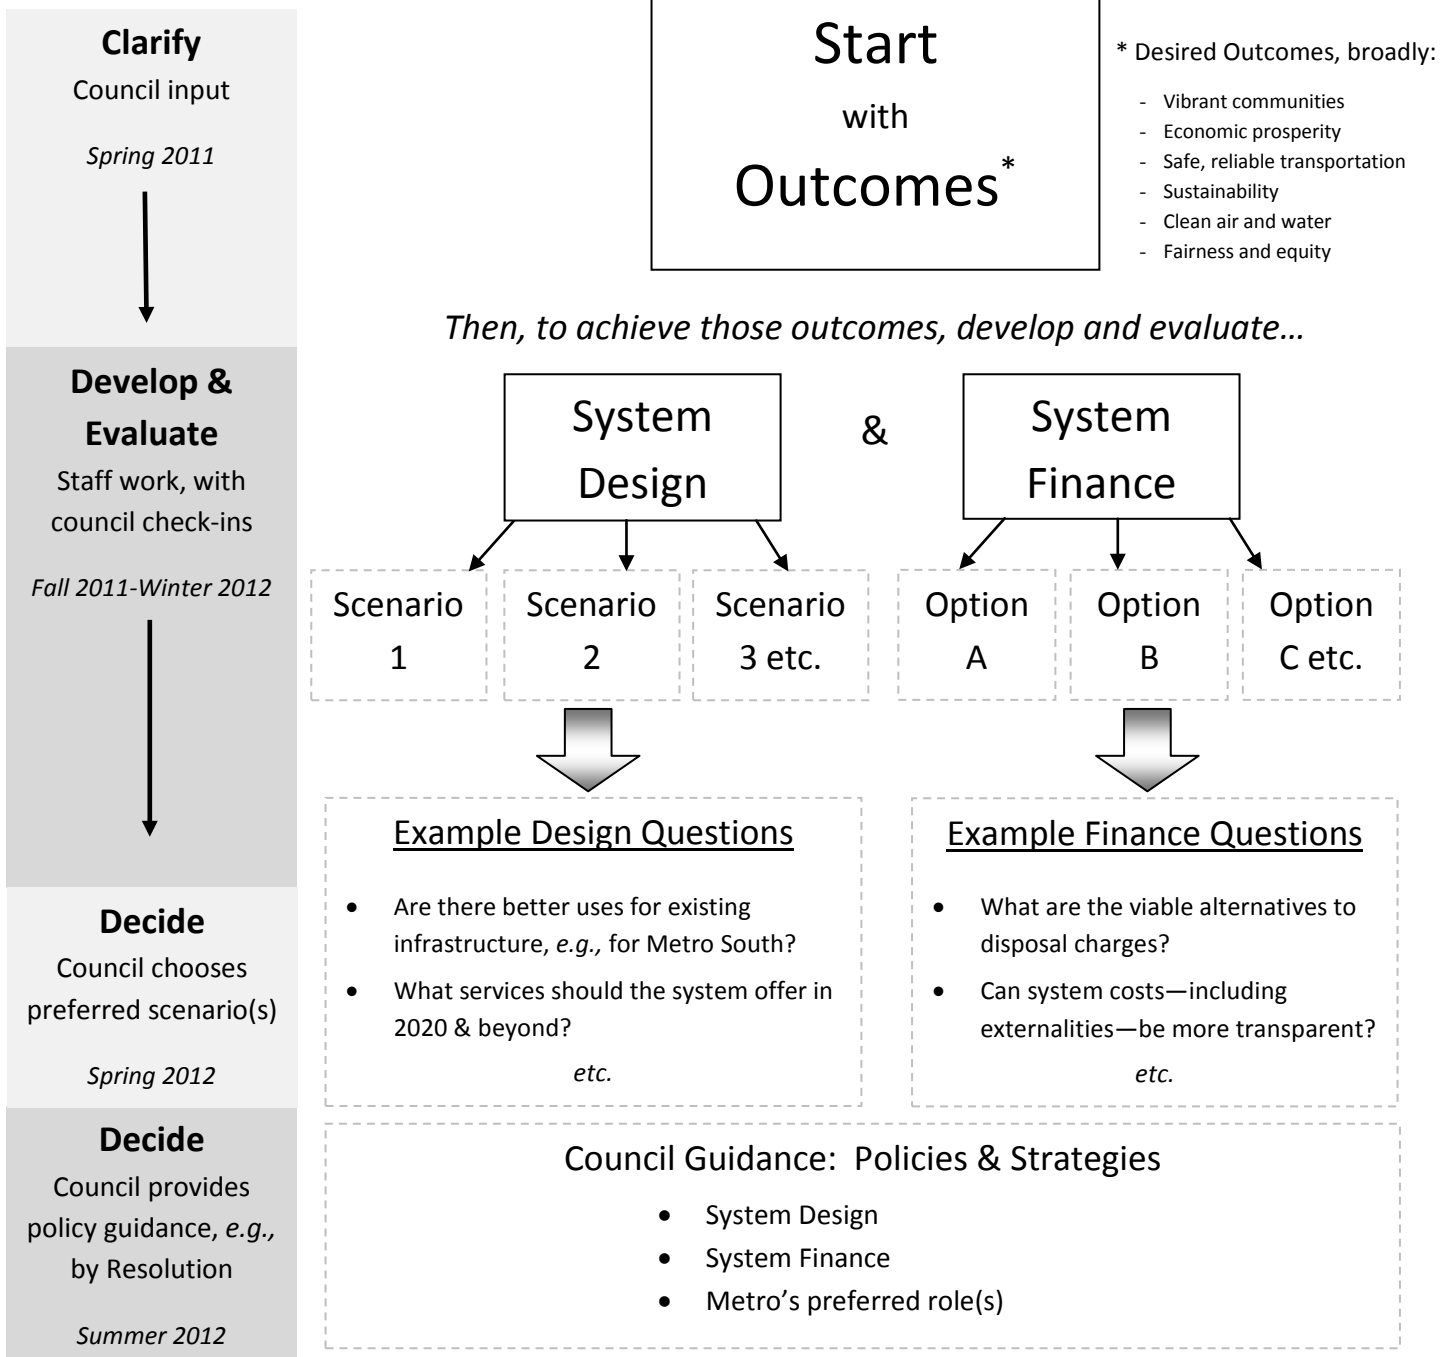 Clarify
Council input
Spring 2011
Start
with
Outcomes*
* Desired Outcomes, broadly:
- Vibrant communities
- Economic prosperity
- Safe, reliable transportation
- Sustainability
- Clean air and water
- Fairness and equity
Then, to achieve those outcomes, develop and evaluate…
Develop &
Evaluate
Staff work, with
council check-ins
Fall 2011-Winter 2012
System
Design
&
System
Finance
Scenario
1
Scenario
2
Scenario
3 etc.
Option
A
Option
B
Option
C etc.
Example Design Questions
• Are there better uses for existing
infrastructure, e.g., for Metro South?
• What services should the system offer in
2020 & beyond?
etc.
Example Finance Questions
• What are the viable alternatives to
disposal charges?
• Can system costs—including
externalities—be more transparent?
etc.
Decide
Council chooses
preferred scenario(s)
Spring 2012
Decide
Council provides
policy guidance, e.g.,
by Resolution
Summer 2012
Council Guidance: Policies & Strategies
• System Design
• System Finance
• Metro’s preferred role(s)